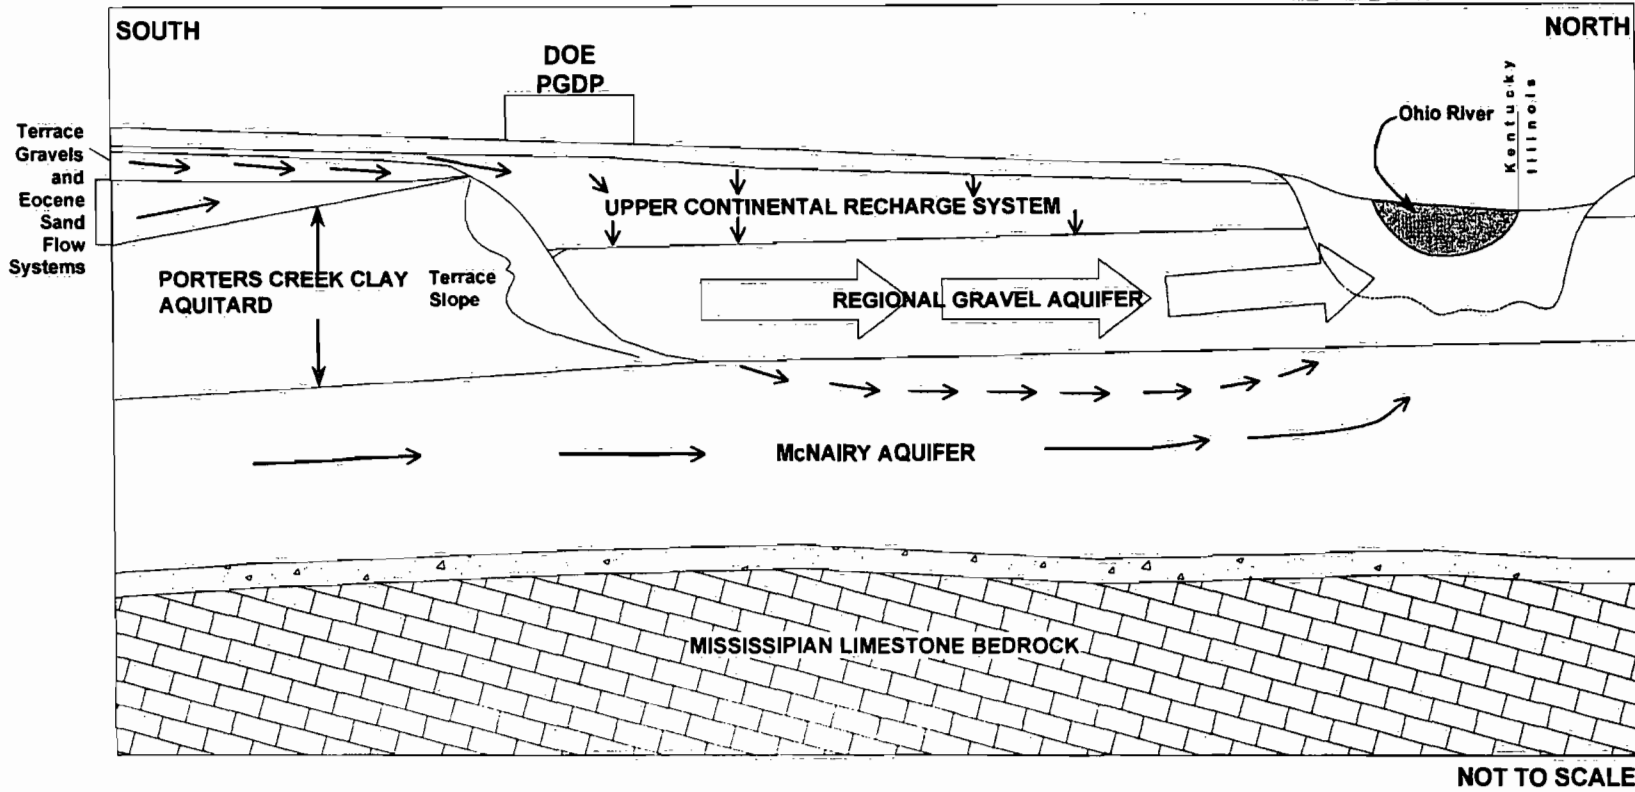 SOUTH
NORTH
DOE
PGDP
Kentucky
Illinois
Ohio River
Terrace
Gravels
and
Eocene
Sand
Flow
Systems
UPPER CONTINENTAL RECHARGE SYSTEM
PORTERS CREEK CLAY
AQUITARD
Terrace
Slope
REGIONAL GRAVEL AQUIFER
McNAIRY AQUIFER
MISSISSIPIAN LIMESTONE BEDROCK
NOT TO SCALE